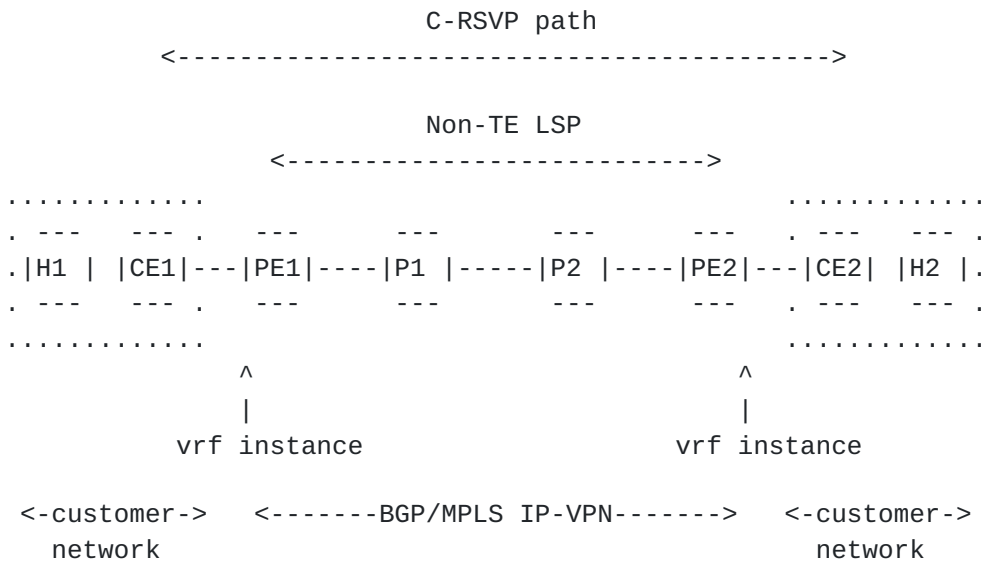 C-RSVP path
<------------------------------------------>
Non-TE LSP
<--------------------------->
.............                                     .............
. ---   --- .   ---      ---       ---      ---   . ---   --- .
.|H1 | |CE1|---|PE1|----|P1 |-----|P2 |----|PE2|---|CE2| |H2 |.
. ---   --- .   ---      ---       ---      ---   . ---   --- .
.............                                     .............
^                               ^
|                               |
vrf instance                    vrf instance
<-customer->   <-------BGP/MPLS IP-VPN------->   <-customer->
network                                          network